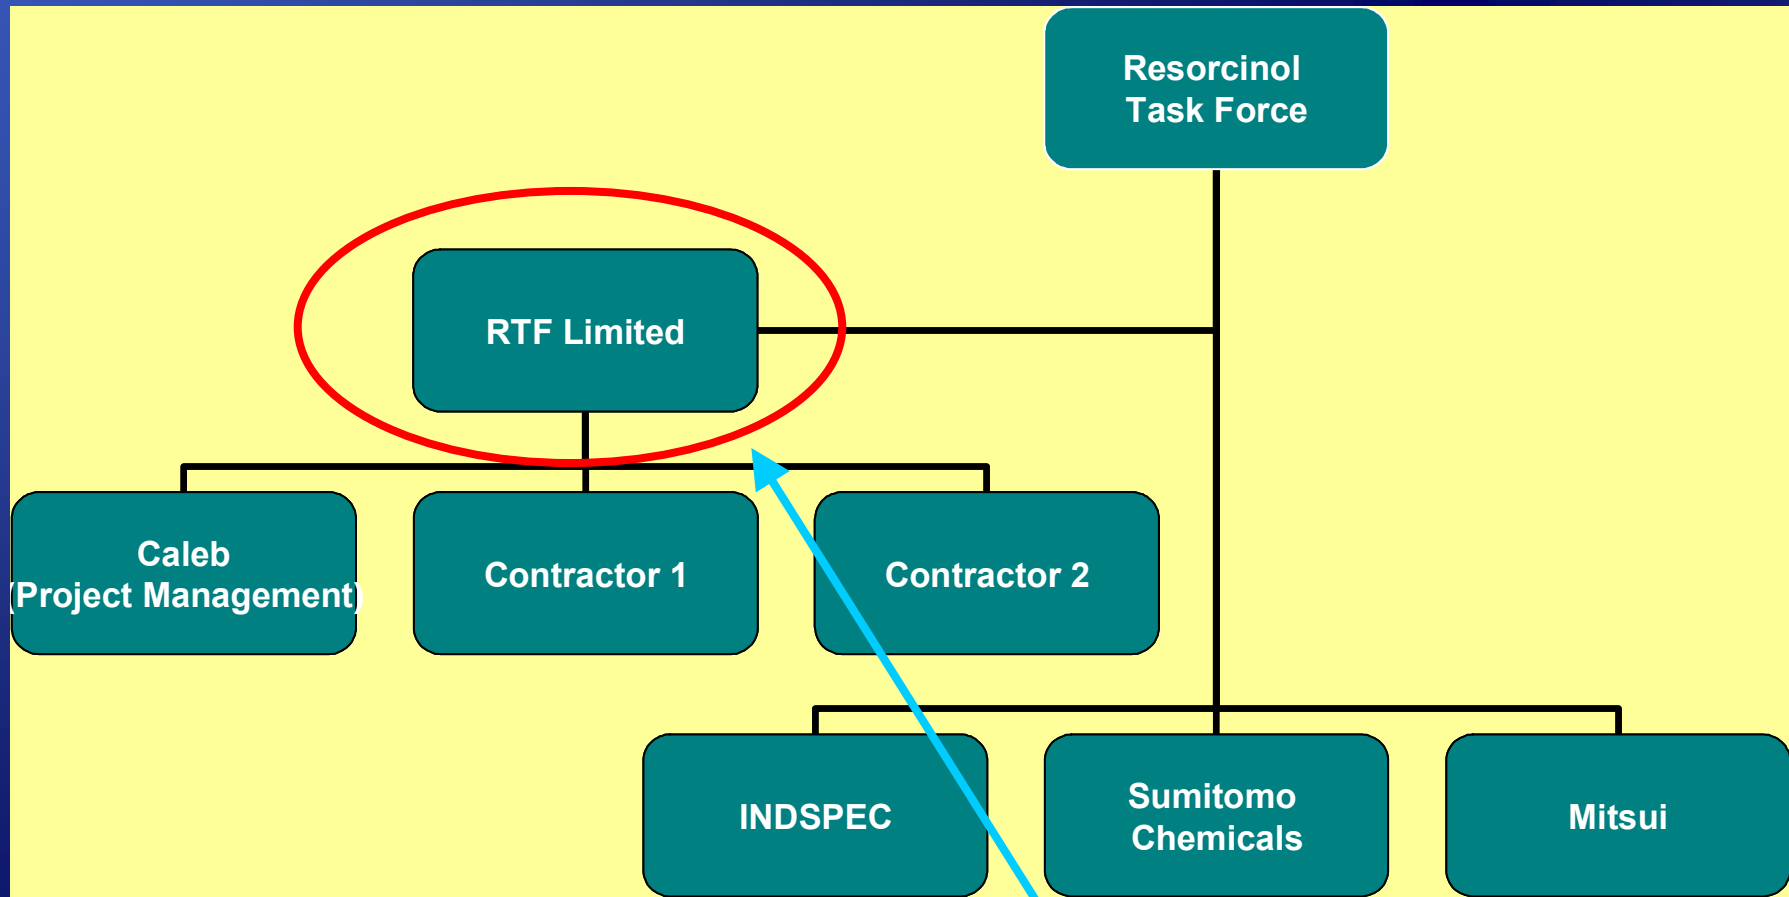 Resorcinol
Task Force
RTF Limited
Caleb
(Project Management)
Contractor 1
Contractor 2
INDSPEC
Sumitomo
Chemicals
Mitsui